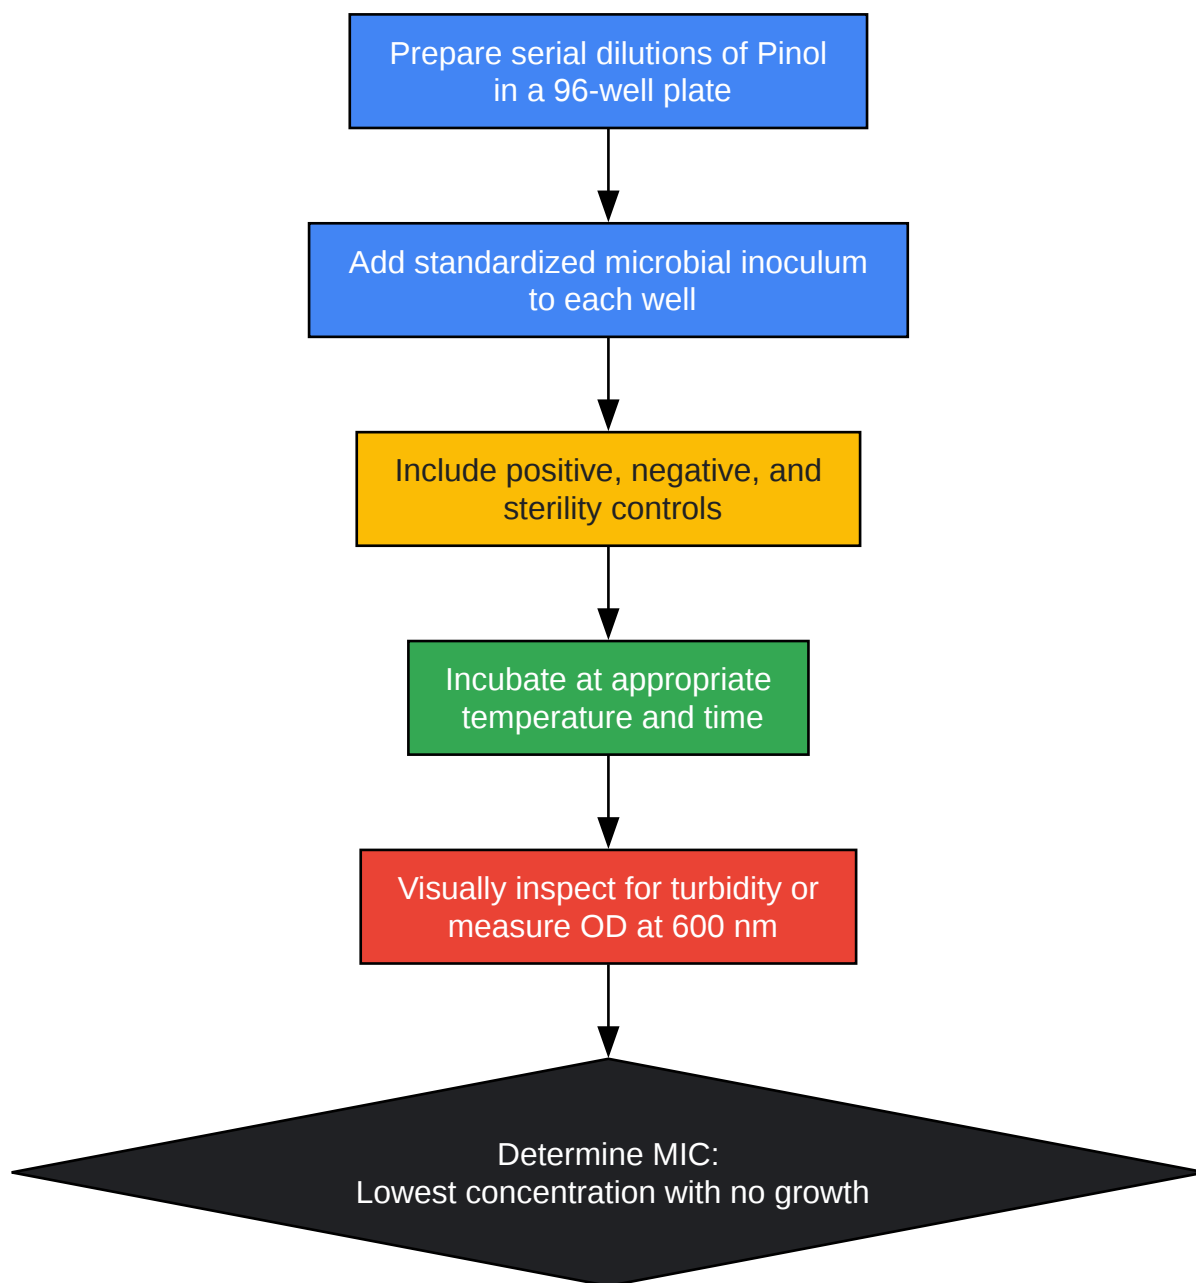 Prepare serial dilutions of Pinol
in a 96-well plate
Add standardized microbial inoculum
to each well
Include positive, negative, and
sterility controls
Incubate at appropriate
temperature and time
Visually inspect for turbidity or
measure OD at 600 nm
Determine MIC:
Lowest concentration with no growth